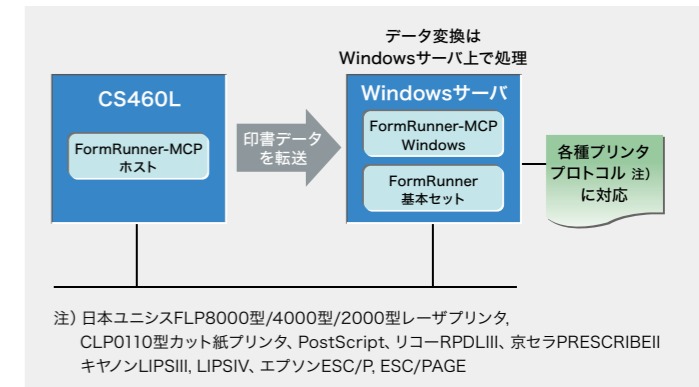 データ変換は
Windowsサーバ上で処理
CS460L
FormRunner-MCP
ホスト
印書データ
を転送
Windowsサーバ
FormRunner-MCP
Windows
FormRunner
基本セット
各種プリンタ
プロトコル 注）
に対応
注）日本ユニシスFLP8000型/4000型/2000型レーザプリンタ,
CLP0110型カット紙プリンタ、PostScript、リコーRPDLIII、京セラPRESCRIBEII
キヤノンLIPSIII, LIPSIV、エプソンESC/P, ESC/PAGE